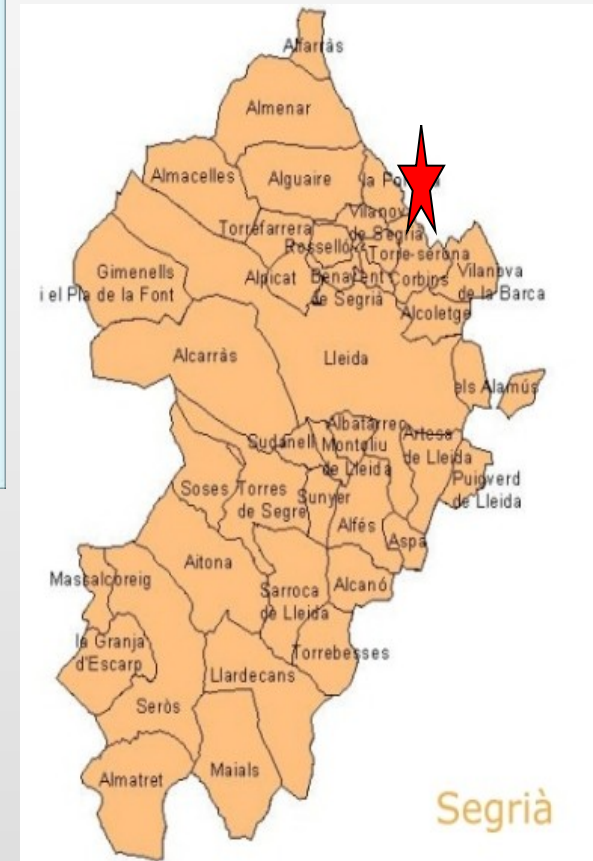 Alfarràs
Almenar
Almacelles
Alguaire
Torrefarrera
de Segrià
Rosselló
Torre-serona
Gimenells
i el Pla de la Font
Alpicat
Benavent
de Segrià
Corbins
Vilanova
de la Barca
Alcoletge
Alcarràs
Lleida
els Alamús
Albatàrrec
Sudanell
Montoliu
de Lleida
Artesa
de Lleida
Puigverd
de Lleida
Soses
Torres
de Segre
Sunyer
Alfés
Aspa
Aitona
Massalcoreig
Sarroca
de Lleida
Alcanó
la Granja
d'Escarp
Torrebesses
Llardecans
Seròs
Almatret
Maials
Segrià